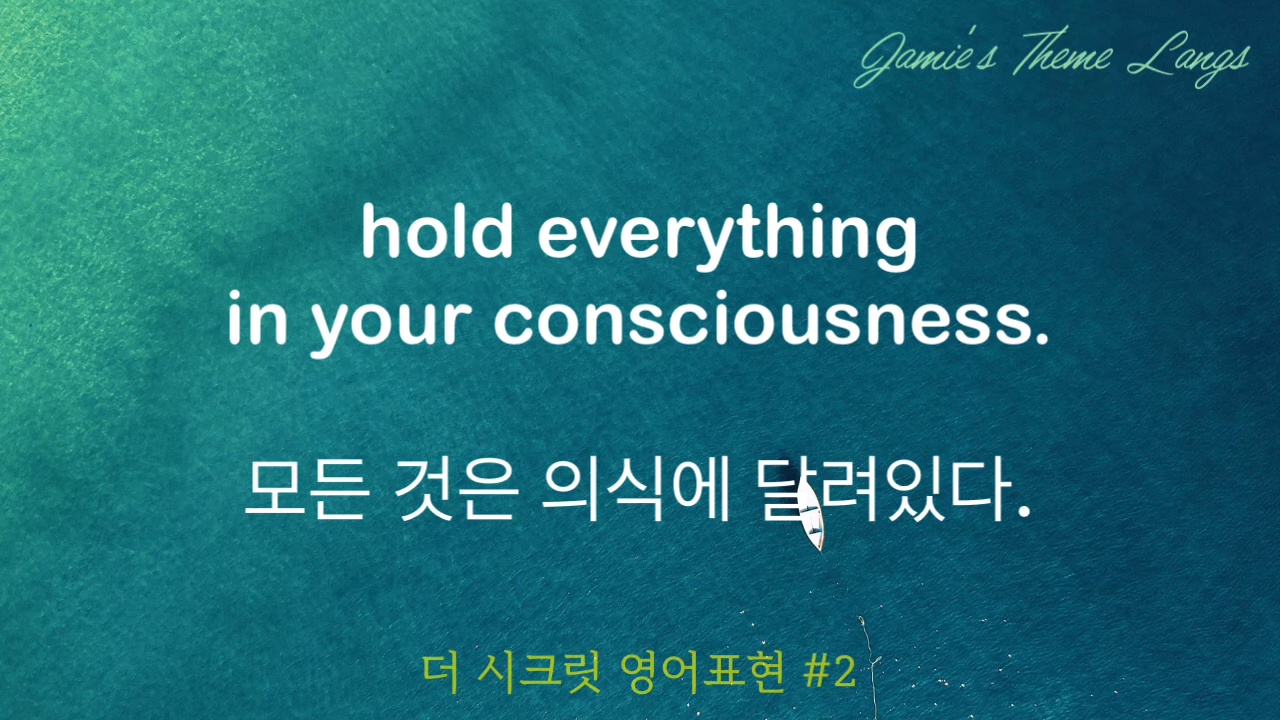 Jamie's Theme Langs
hold everything
in your consciousness.
모든 것은 의식에 달려있다.
더 시크릿 영어표현 #2